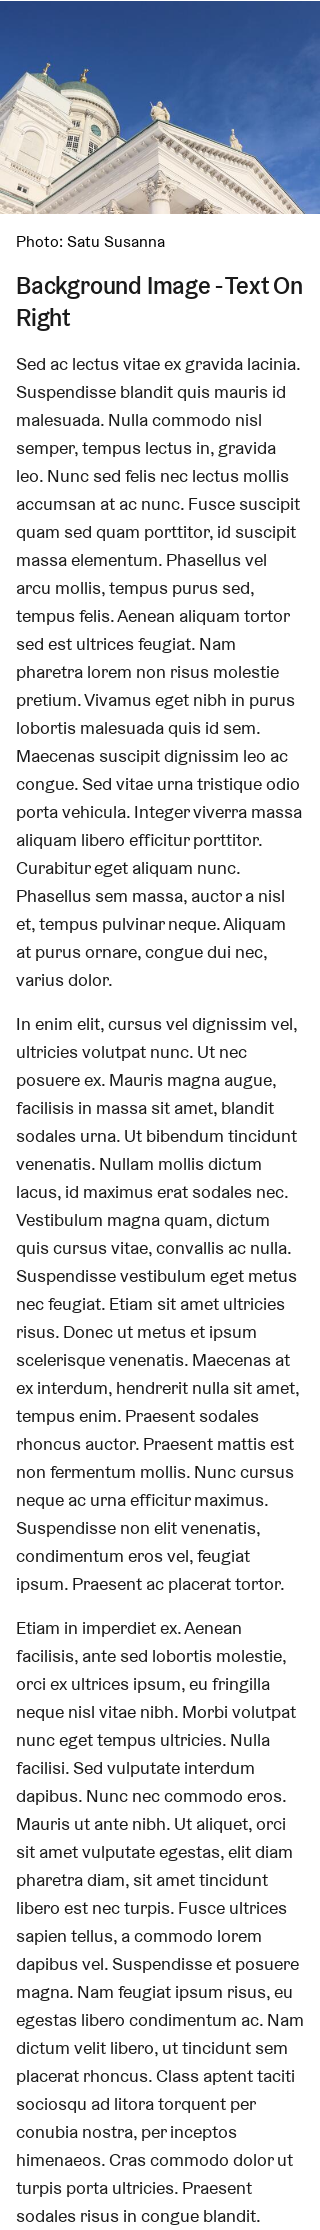 Photo: Satu Susanna
Background Image - Text On
Right
Sed ac lectus vitae ex gravida lacinia.
Suspendisse blandit quis mauris id
malesuada. Nulla commodo nisl
semper, tempus lectus in, gravida
leo. Nunc sed felis nec lectus mollis
accumsan at ac nunc. Fusce suscipit
quam sed quam porttitor, id suscipit
massa elementum. Phasellus vel
arcu mollis, tempus purus sed,
tempus felis. Aenean aliquam tortor
sed est ultrices feugiat. Nam
pharetra lorem non risus molestie
pretium. Vivamus eget nibh in purus
lobortis malesuada quis id sem.
Maecenas suscipit dignissim leo ac
congue. Sed vitae urna tristique odio
porta vehicula. Integer viverra massa
aliquam libero efficitur porttitor.
Curabitur eget aliquam nunc.
Phasellus sem massa, auctor a nisl
et, tempus pulvinar neque. Aliquam
at purus ornare, congue dui nec,
varius dolor.
In enim elit, cursus vel dignissim vel,
ultricies volutpat nunc. Ut nec
posuere ex. Mauris magna augue,
facilisis in massa sit amet, blandit
sodales urna. Ut bibendum tincidunt
venenatis. Nullam mollis dictum
lacus, id maximus erat sodales nec.
Vestibulum magna quam, dictum
quis cursus vitae, convallis ac nulla.
Suspendisse vestibulum eget metus
nec feugiat. Etiam sit amet ultricies
risus. Donec ut metus et ipsum
scelerisque venenatis. Maecenas at
ex interdum, hendrerit nulla sit amet,
tempus enim. Praesent sodales
rhoncus auctor. Praesent mattis est
non fermentum mollis. Nunc cursus
neque ac urna efficitur maximus.
Suspendisse non elit venenatis,
condimentum eros vel, feugiat
ipsum. Praesent ac placerat tortor.
Etiam in imperdiet ex. Aenean
facilisis, ante sed lobortis molestie,
orci ex ultrices ipsum, eu fringilla
neque nisl vitae nibh. Morbi volutpat
nunc eget tempus ultricies. Nulla
facilisi. Sed vulputate interdum
dapibus. Nunc nec commodo eros.
Mauris ut ante nibh. Ut aliquet, orci
sit amet vulputate egestas, elit diam
pharetra diam, sit amet tincidunt
libero est nec turpis. Fusce ultrices
sapien tellus, a commodo lorem
dapibus vel. Suspendisse et posuere
magna. Nam feugiat ipsum risus, eu
egestas libero condimentum ac. Nam
dictum velit libero, ut tincidunt sem
placerat rhoncus. Class aptent taciti
sociosqu ad litora torquent per
conubia nostra, per inceptos
himenaeos. Cras commodo dolor ut
turpis porta ultricies. Praesent
sodales risus in congue blandit.